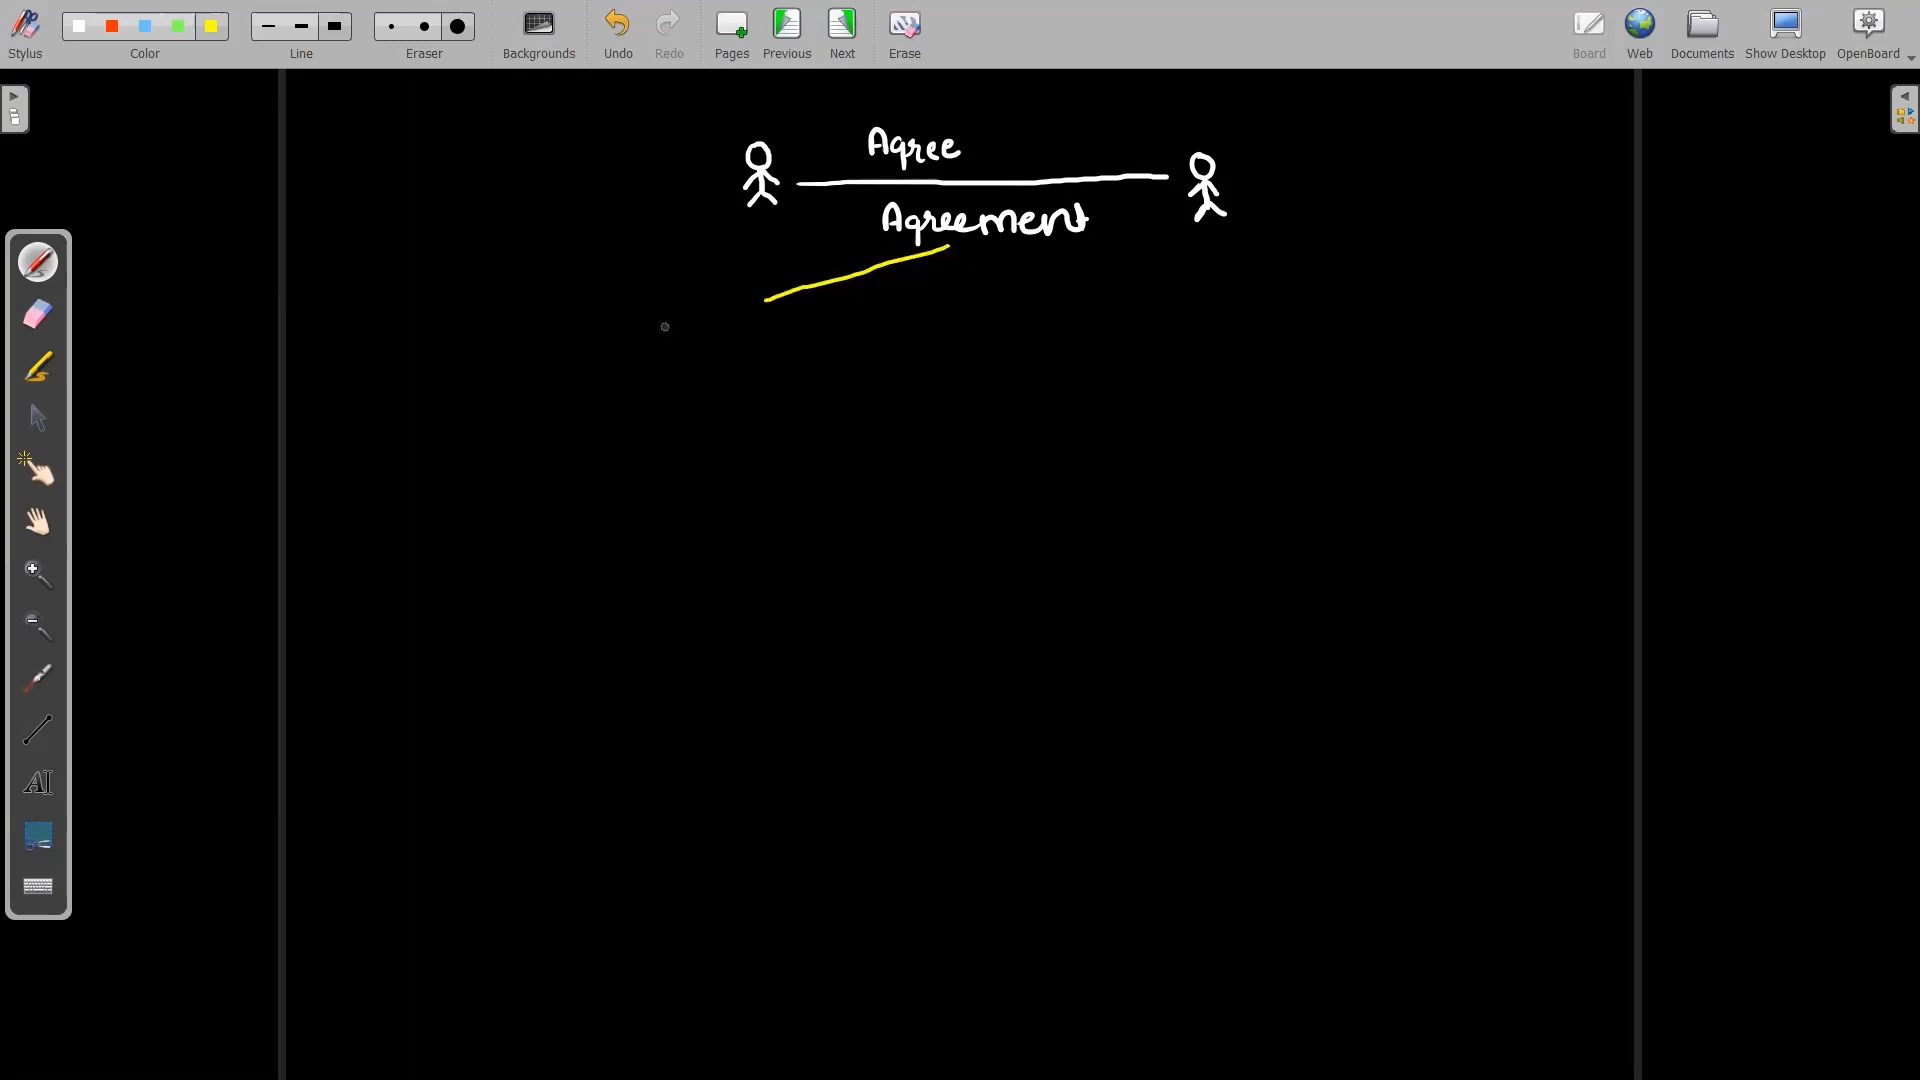 Stylus Color Line Eraser Backgrounds Undo Redo Pages Previous Next Erase Board Web Documents Show Desktop OpenBoard
Agree
Agreement
AI